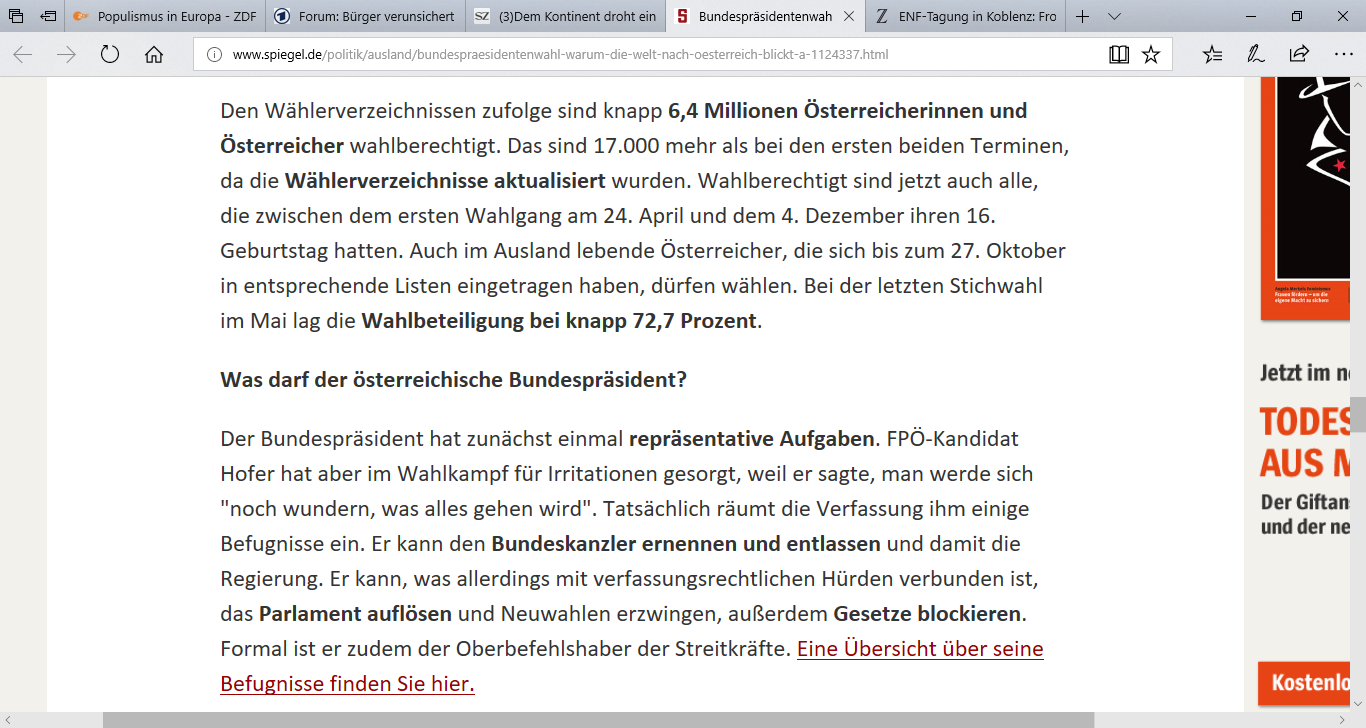 Populismus in Europa - ZDF
Forum: Bürger verunsichert
(3)Dem Kontinent droht ein
Bundespräsidentenwah
ENF-Tagung in Koblenz: Fro
www.spiegel.de/politik/ausland/bundespraesidentenwahl-warum-die-welt-nach-oesterreich-blickt-a-1124337.html
Den Wählerverzeichnissen zufolge sind knapp 6,4 Millionen Österreicherinnen und
Österreicher wahlberechtigt. Das sind 17.000 mehr als bei den ersten beiden Terminen,
da die Wählerverzeichnisse aktualisiert wurden. Wahlberechtigt sind jetzt auch alle,
die zwischen dem ersten Wahlgang am 24. April und dem 4. Dezember ihren 16.
Geburtstag hatten. Auch im Ausland lebende Österreicher, die sich bis zum 27. Oktober
in entsprechende Listen eingetragen haben, dürfen wählen. Bei der letzten Stichwahl
im Mai lag die Wahlbeteiligung bei knapp 72,7 Prozent.
Was darf der österreichische Bundespräsident?
Der Bundespräsident hat zunächst einmal repräsentative Aufgaben. FPÖ-Kandidat
Hofer hat aber im Wahlkampf für Irritationen gesorgt, weil er sagte, man werde sich
"noch wundern, was alles gehen wird". Tatsächlich räumt die Verfassung ihm einige
Befugnisse ein. Er kann den Bundeskanzler ernennen und entlassen und damit die
Regierung. Er kann, was allerdings mit verfassungsrechtlichen Hürden verbunden ist,
das Parlament auflösen und Neuwahlen erzwingen, außerdem Gesetze blockieren.
Formal ist er zudem der Oberbefehlshaber der Streitkräfte. Eine Übersicht über seine
Befugnisse finden Sie hier.
Jetzt im n
TODES
AUS M
Der Giftan
und der ne
Kostenlo